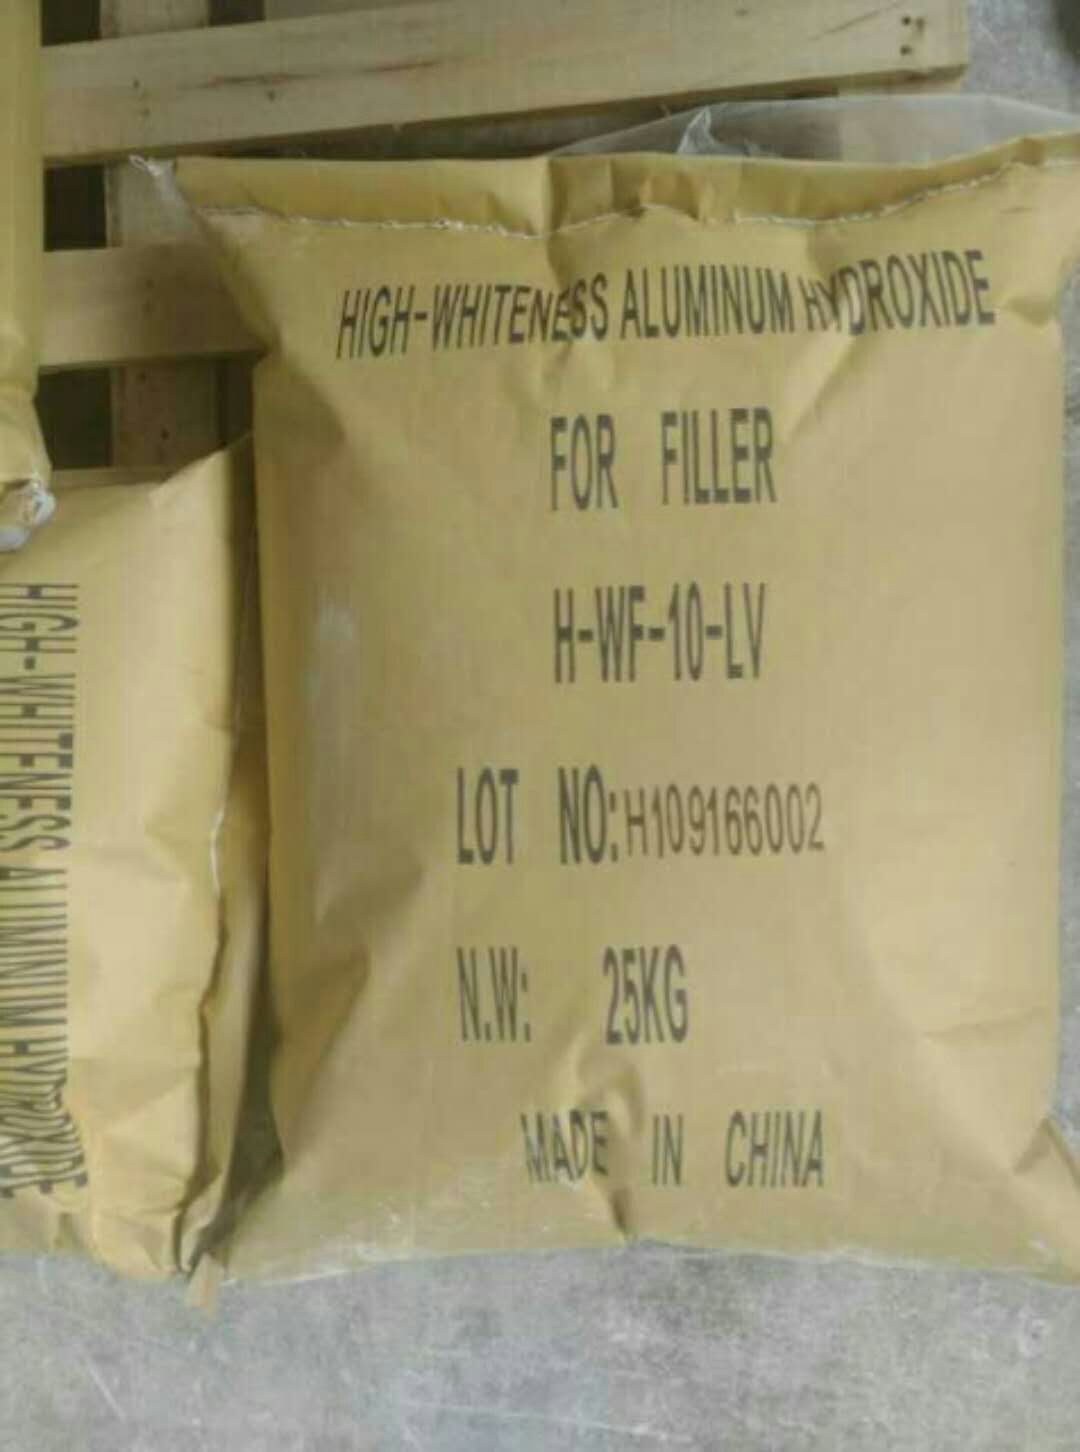 HIGH-WHITENESS ALUMINUM HYDROXIDE
FOR FILLER
H-WF-10-LV
LOT NO:H109166002
N.W: 25KG
MADE IN CHINA
HIGH-WHITENESS ALUMINUM HYDROXIDE